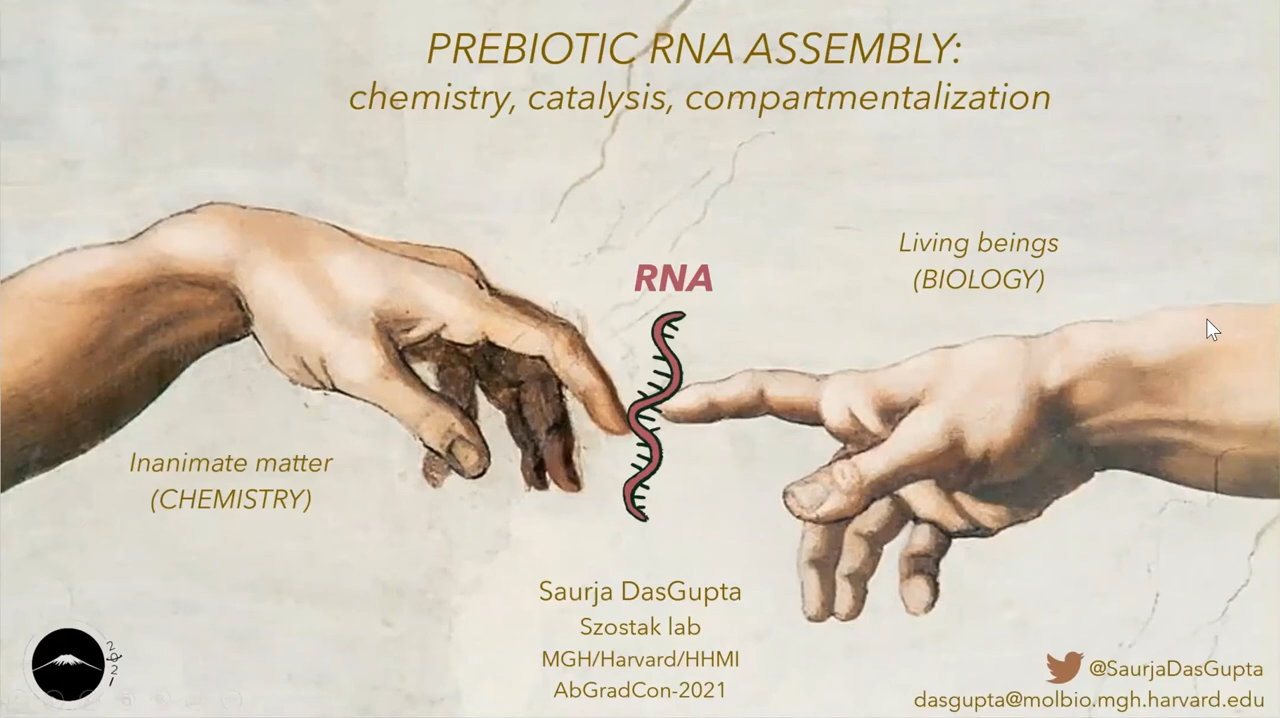 PREBIOTIC RNA ASSEMBLY:
chemistry, catalysis, compartmentalization
Living beings
(BIOLOGY)
RNA
Inanimate matter
(CHEMISTRY)
Saurja DasGupta
Szostak lab
MGH/Harvard/HHMI
AbGradCon-2021
2021
@SaurjaDasGupta
dasgupta@molbio.mgh.harvard.edu